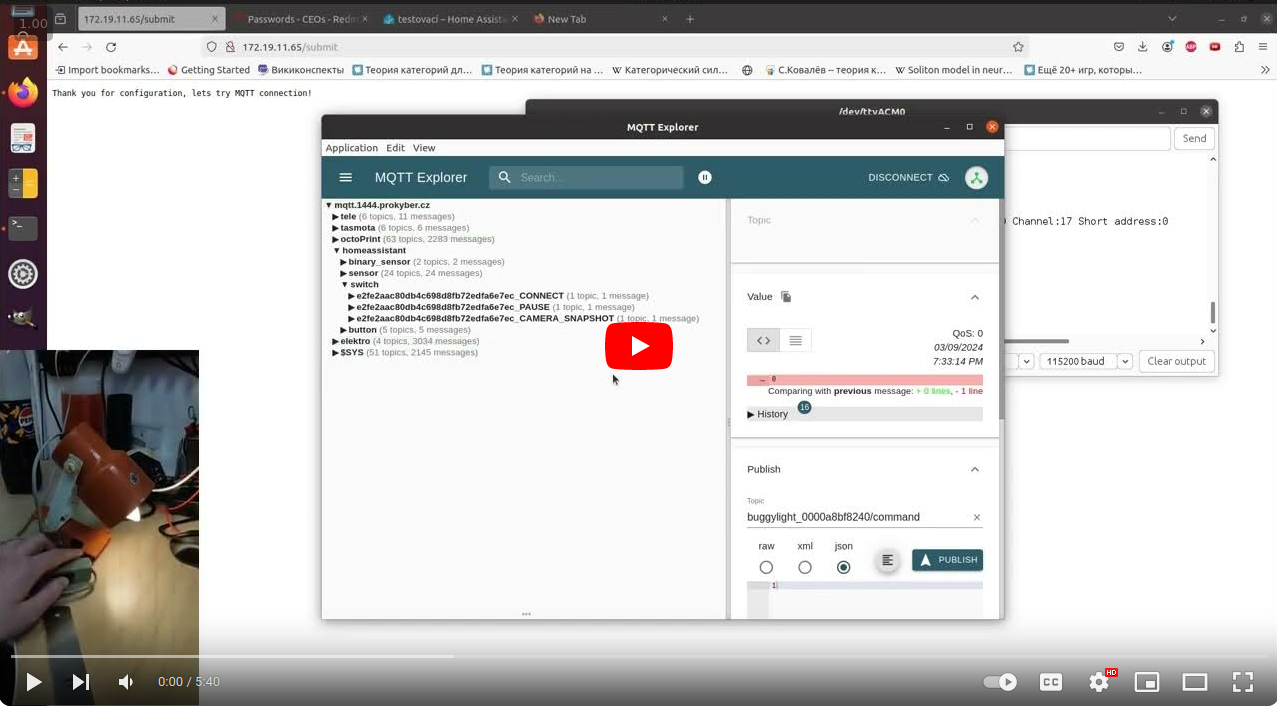 1.00
172.19.11.65/submit
Passwords - CEOs - Redm
testovací – Home Assista
New Tab
172.19.11.65/submit
Import bookmarks...
Getting Started
Викиконспекты
Теория категорий дл...
Теория категорий на ...
Категорический сил...
С.Ковалёв – теория к...
Soliton model in neur...
Ещё 20+ игр, которы...
Thank you for configuration, lets try MQTT connection!
/dev/ttyACM0
MQTT Explorer
Send
Application Edit View
MQTT Explorer
Search...
DISCONNECT
mqtt.1444.prokyber.cz
tele (6 topics, 11 messages)
tasmota (6 topics, 6 messages)
octoPrint (63 topics, 2283 messages)
homeassistant
binary_sensor (2 topics, 2 messages)
sensor (24 topics, 24 messages)
switch
e2fe2aac80db4c698d8fb72edfa6e7ec_CONNECT (1 topic, 1 message)
e2fe2aac80db4c698d8fb72edfa6e7ec_PAUSE (1 topic, 1 message)
e2fe2aac80db4c698d8fb72edfa6e7ec_CAMERA_SNAPSHOT (1 topic, 1 message)
button (5 topics, 5 messages)
elektro (4 topics, 3034 messages)
$SYS (51 topics, 2145 messages)
Topic
Channel:17 Short address:0
Value
QoS: 0
03/09/2024
7:33:14 PM
- 0
Comparing with previous message: + 0 lines, - 1 line
History 16
115200 baud
Clear output
Publish
Topic
buggylight_0000a8bf8240/command
raw xml json
PUBLISH
1
0:00 / 5:40
CC
HD